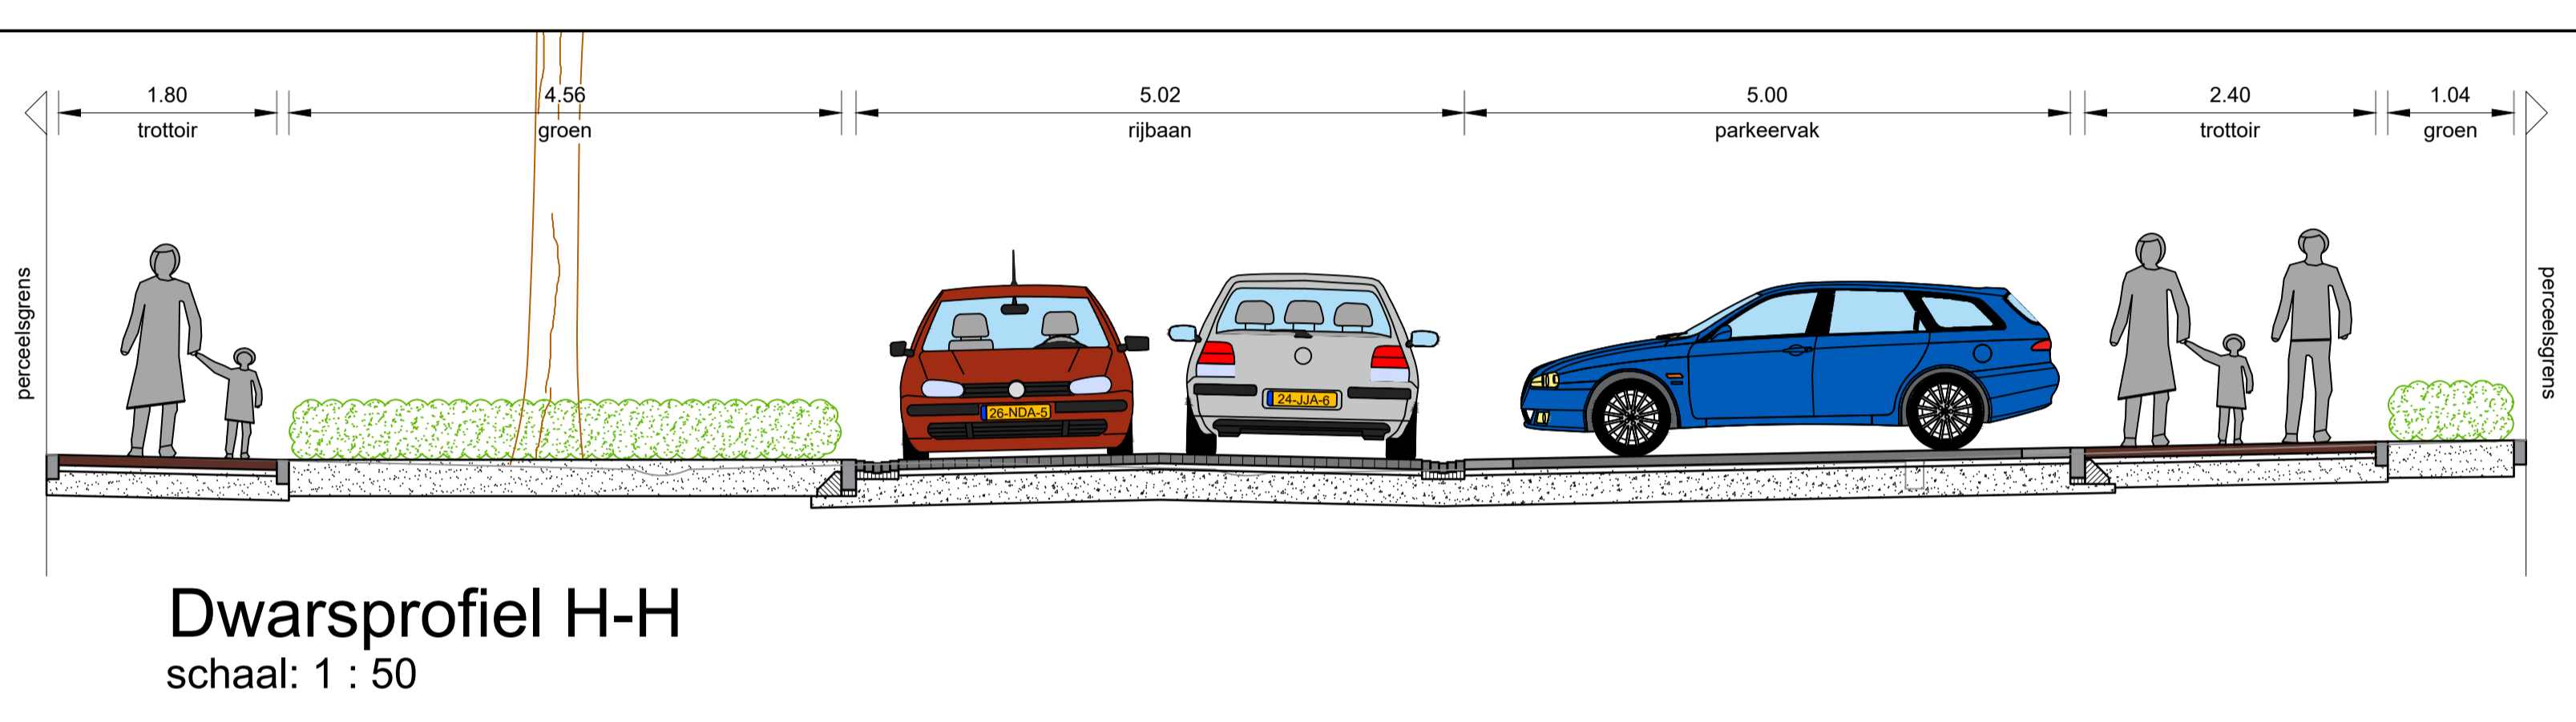 1.80 4.56 5.02 5.00 2.40 1.04
trottoir groen rijbaan parkeervak trottoir groen
perceelsgrens
perceelsgrens
26-NDA-5
24-JJA-6
Dwarsprofiel H-H
schaal: 1 : 50